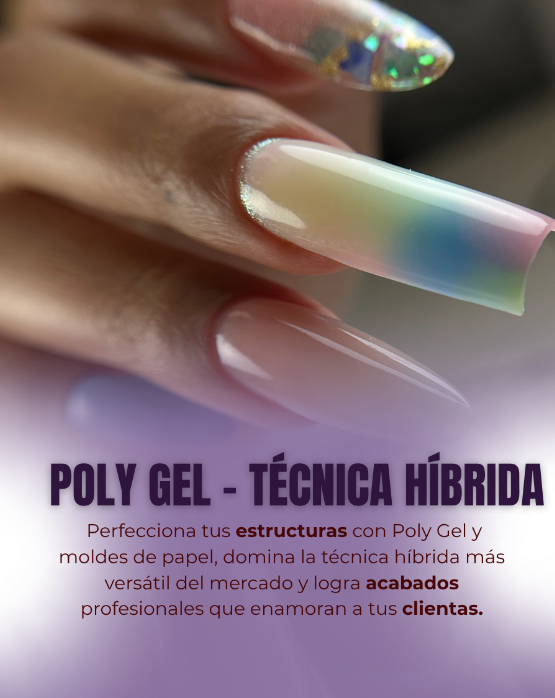 POLY GEL - TÉCNICA HÍBRIDA
Perfecciona tus estructuras con Poly Gel y
moldes de papel, domina la técnica híbrida más
versátil del mercado y logra acabados
profesionales que enamoran a tus clientas.